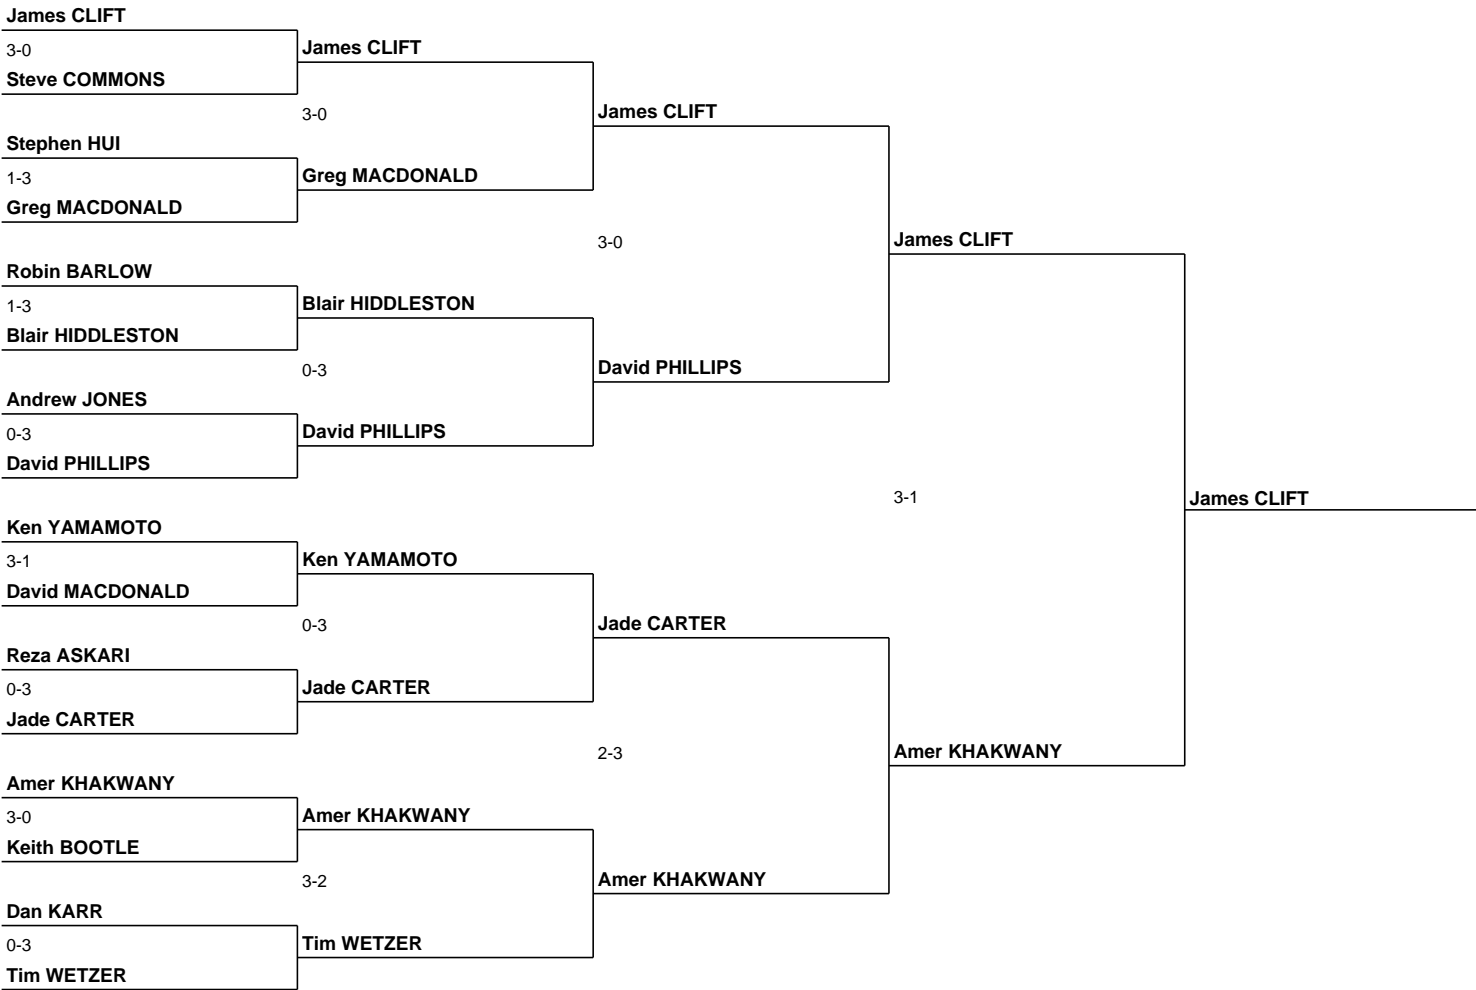 James CLIFT
3-0
Steve COMMONS
Stephen HUI
1-3
Greg MACDONALD
Robin BARLOW
1-3
Blair HIDDLESTON
Andrew JONES
0-3
David PHILLIPS
Ken YAMAMOTO
3-1
David MACDONALD
Reza ASKARI
0-3
Jade CARTER
Amer KHAKWANY
3-0
Keith BOOTLE
Dan KARR
0-3
Tim WETZER
James CLIFT
3-0
Greg MACDONALD
Blair HIDDLESTON
0-3
David PHILLIPS
Ken YAMAMOTO
0-3
Jade CARTER
Amer KHAKWANY
3-2
Tim WETZER
James CLIFT
3-0
David PHILLIPS
Jade CARTER
2-3
Amer KHAKWANY
James CLIFT
3-1
Amer KHAKWANY
James CLIFT